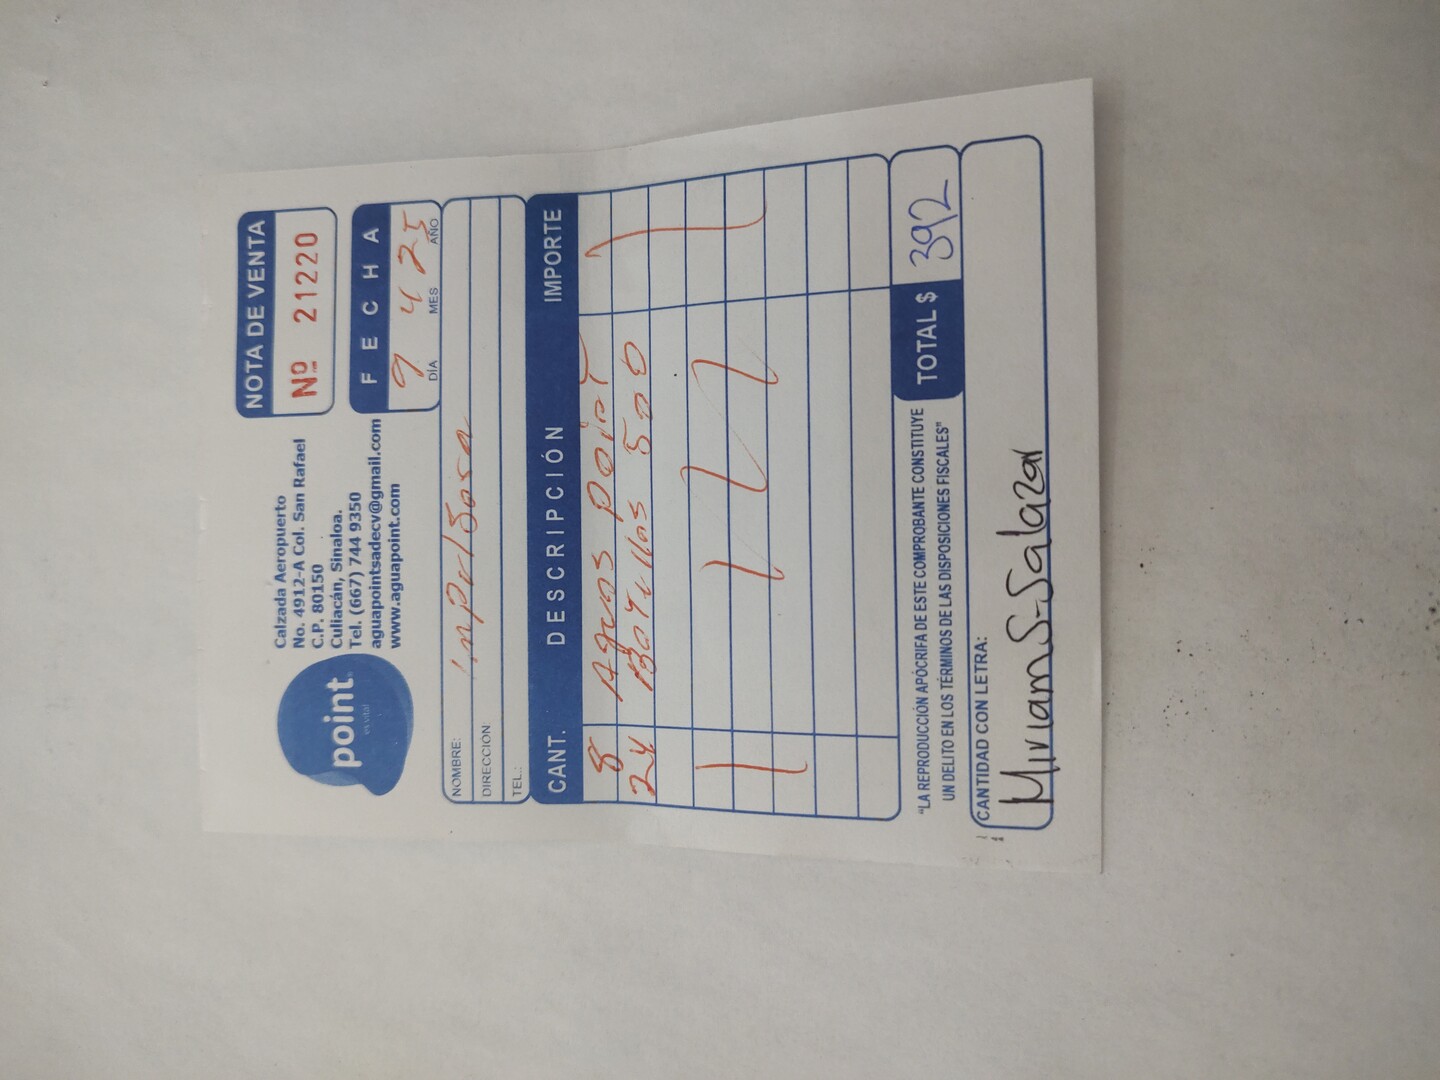 point
es vital
Calzada Aeropuerto
No. 4912-A Col. San Rafael
C.P. 80150
Culiacán, Sinaloa.
Tel. (667) 744 9350
aguapointsadecv@gmail.com
www.aguapoint.com
NOTA DE VENTA
Nº 21220
FECHA
9 4 25
DÍA MES AÑO
NOMBRE:
DIRECCIÓN
TEL.:
CANT. DESCRIPCIÓN IMPORTE
8 Aguas point
24 Botellas 500
"LA REPRODUCCIÓN APÓCRIFA DE ESTE COMPROBANTE CONSTITUYE
UN DELITO EN LOS TÉRMINOS DE LAS DISPOSICIONES FISCALES"
TOTAL $ 392
CANTIDAD CON LETRA:
Miriam S-Salazar